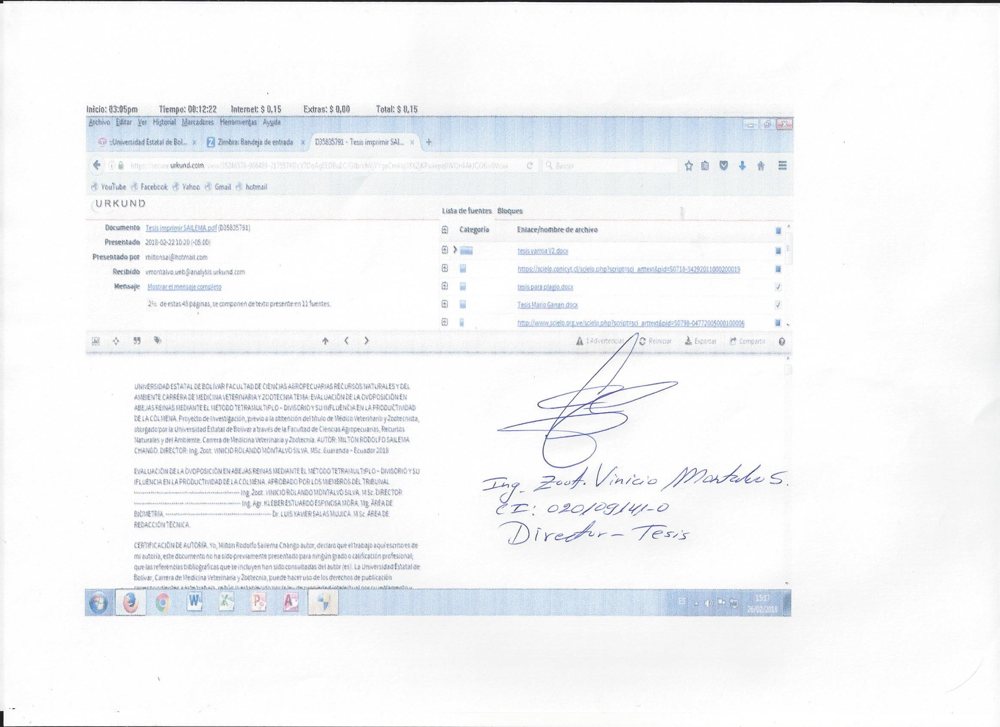 Inicio: 03:05pm Tiempo: 00:12:22 Internet: $ 0,15 Extras: $ 0,00 Total: $ 0,15
Archivo Editar Ver Historial Marcadores Herramientas Ayuda
::Universidad Estatal de Bol... × Zimbra: Bandeja de entrada × D35835791 - Tesis imprimir SAI... × +
urkund.com Buscar
YouTube Facebook Yahoo Gmail hotmail
URKUND
Lista de fuentes Bloques
Documento Tesis imprimir SAILEMA.pdf (D35835791)
Presentado 2018-02-22 10:20 (-05:00)
Presentado por miltonsai@hotmail.com
Recibido vmontalvo.ueb@analysis.urkund.com
Mensaje Mostrar el mensaje completo
2% de estas 48 páginas, se componen de texto presente en 11 fuentes.
Categoría Enlace/nombre de archivo
tesis varroa V2.docx
https://scielo.conicyt.cl/scielo.php?script=sci_arttext&pid=S0718-34292011000200019
tesis para plagio.docx
Tesis Mario Ganan.docx
http://www.scielo.org.ve/scielo.php?script=sci_arttext&pid=S0798-04772005000100006
Advertencias Reiniciar Exportar Compartir
UNIVERSIDAD ESTATAL DE BOLÍVAR FACULTAD DE CIENCIAS AGROPECUARIAS RECURSOS NATURALES Y DEL
AMBIENTE CARRERA DE MEDICINA VETERINARIA Y ZOOTECNIA TEMA: EVALUACIÓN DE LA OVOPOSICIÓN EN
ABEJAS REINAS MEDIANTE EL MÉTODO TETRAMULTIPLO – DIVISORIO Y SU INFLUENCIA EN LA PRODUCTIVIDAD
DE LA COLMENA. Proyecto de Investigación, previo a la obtención del título de Médico Veterinario y Zootechista,
otorgado por la Universidad Estatal de Bolívar a través de la Facultad de Ciencias Agropecuarias, Recursos
Naturales y del Ambiente. Carrera de Medicina Veterinaria y Zootecnia. AUTOR: MILTON RODOLFO SAILEMA
CHANGO. DIRECTOR: Ing. Zoot. VINICIO ROLANDO MONTALVO SILVA. MSc. Guaranda – Ecuador 2018
EVALUACIÓN DE LA OVOPOSICIÓN EN ABEJAS REINAS MEDIANTE EL METODO TETRAMULTIPLO – DIVISORIO Y SU
IFLUENCIA EN LA PRODUCTIVIDAD DE LA COLMENA. APROBADO POR LOS MIEMBROS DEL TRIBUNAL
Ing. Zoot. VINICIO ROLANDO MONTALVO SILVA. M Sc. DIRECTOR
Ing. Agr. KLEBER ESTUARDO ESPINOSA MORA. Mg. ÁREA DE
BIOMETRÍA. Dr. LUIS XAVIER SALAS MUJICA. M Sc. ÁREA DE
REDACCIÓN TÉCNICA.
CERTIFICACIÓN DE AUTORÍA. Yo, Milton Rodolfo Sailema Chango autor, declaro que el trabajo aquí escrito es de
mi autoría, este documento no ha sido previamente presentado para ningún grado o calificación profesional;
que las referencias bibliográficas que se incluyen han sido consultadas del autor (es). La Universidad Estatal de
Bolívar, Carrera de Medicina Veterinaria y Zootecnia, puede hacer uso de los derechos de publicación
Ing. Zoot. Vinicio Montalvo S.
CI: 020109141-0
Director - Tesis
ES 15:17
26/02/2018